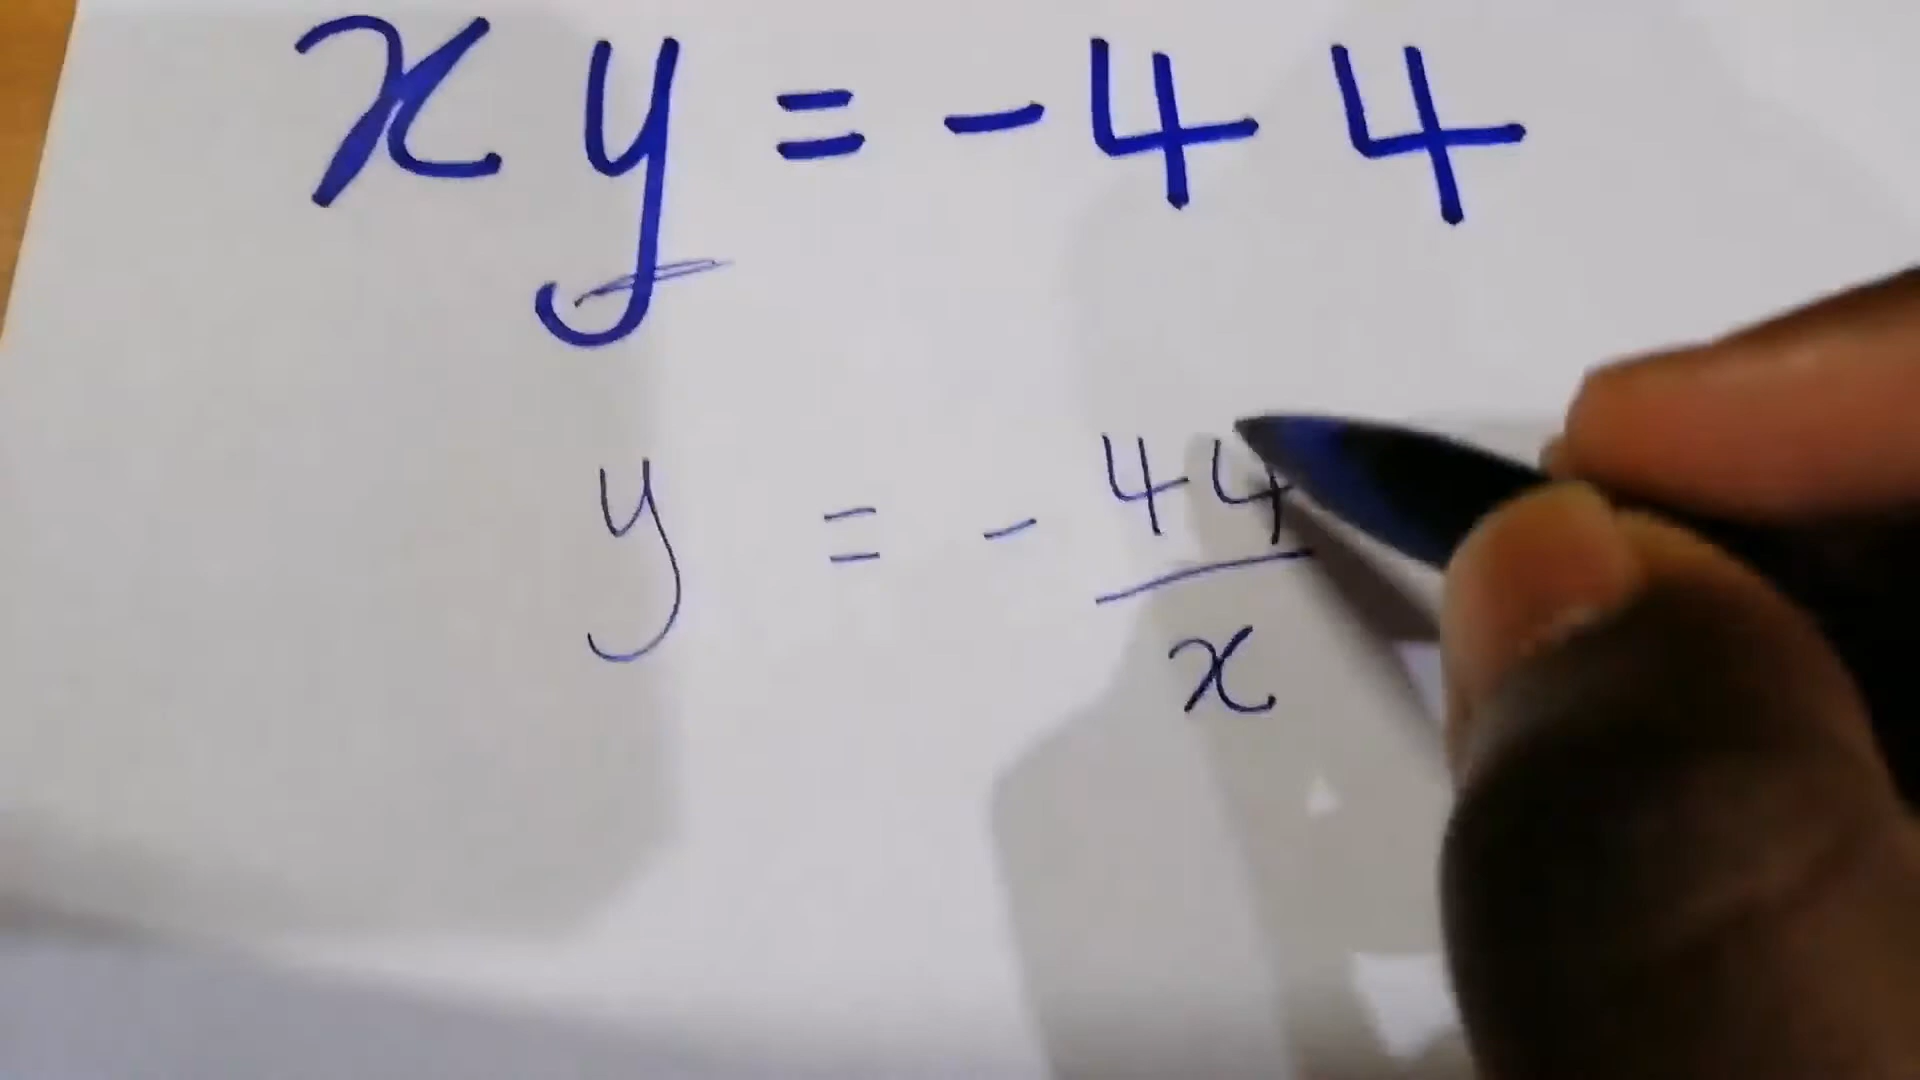 xy = -44
y = - 44/x